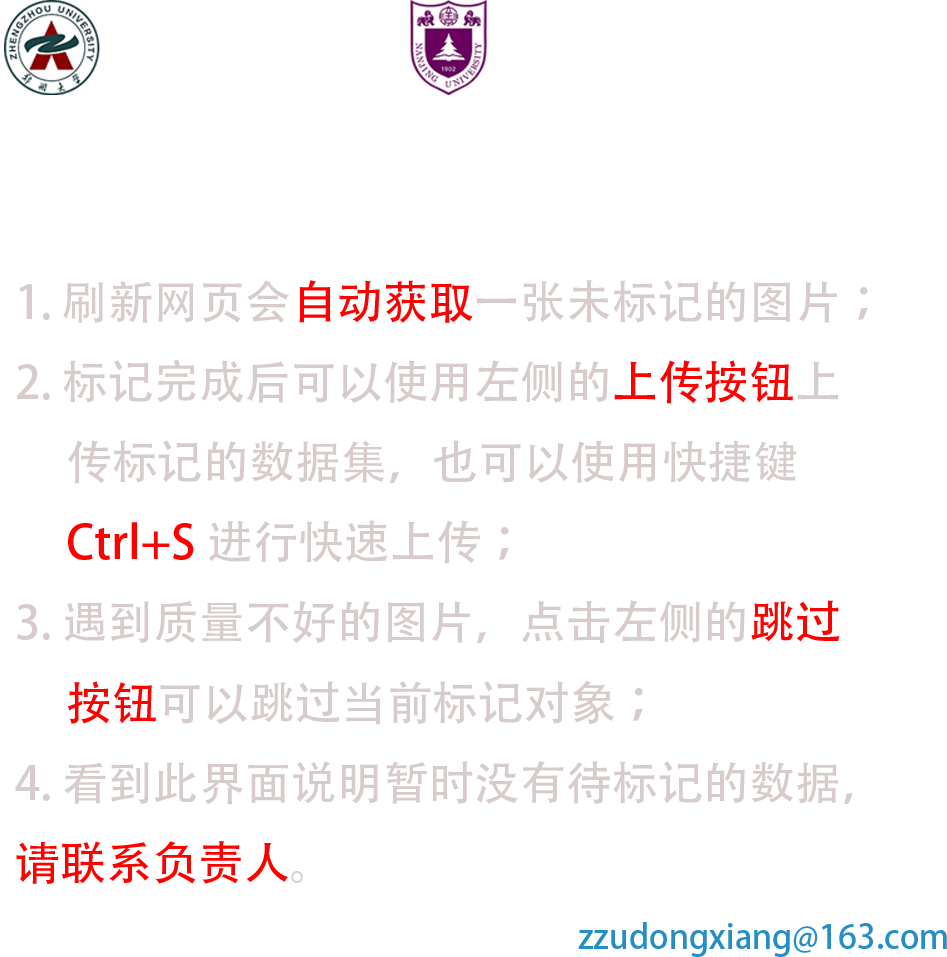 ZHENGZHOU UNIVERSITY
郑州大学
1902
NANJING UNIVERSITY
1. 刷新网页会自动获取一张未标记的图片；
2. 标记完成后可以使用左侧的上传按钮上
传标记的数据集，也可以使用快捷键
Ctrl+S 进行快速上传；
3. 遇到质量不好的图片，点击左侧的跳过
按钮可以跳过当前标记对象；
4. 看到此界面说明暂时没有待标记的数据，
请联系负责人。
zzudongxiang@163.com